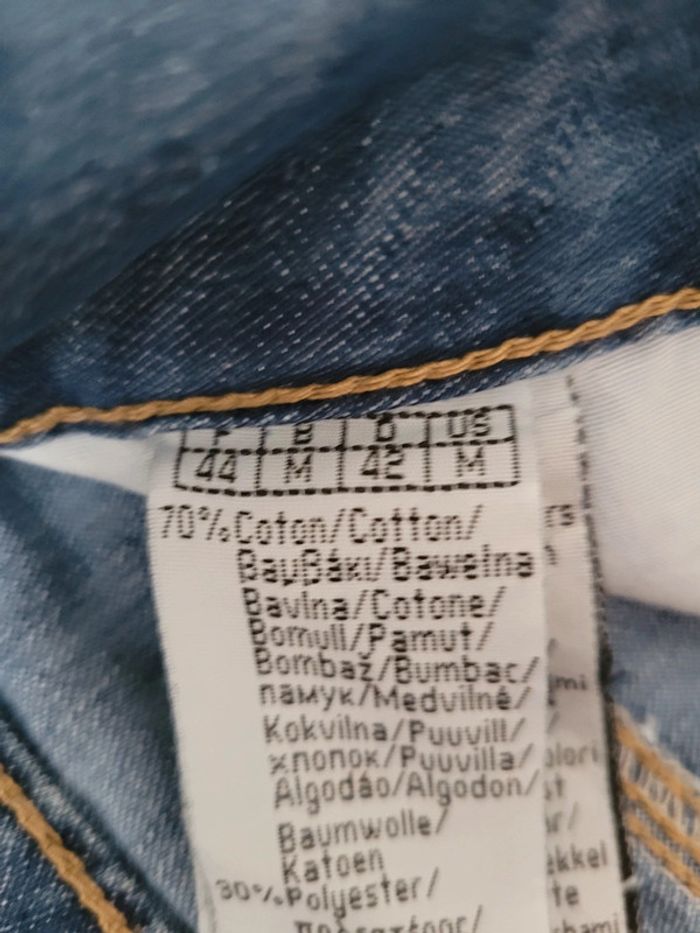 F B D US
44 M 42 M
70% Coton/Cotton/
Βαμβάκι/Bawełna
Bavlna/Cotone/
Bomull/Pamut/
Bombaž/Bumbac/
памук/Medvilnė/
Kokvilna/Puuvill/
хлопок/Puuvilla/
Algodão/Algodon/
Baumwolle/
Katoen
30% Polyester/